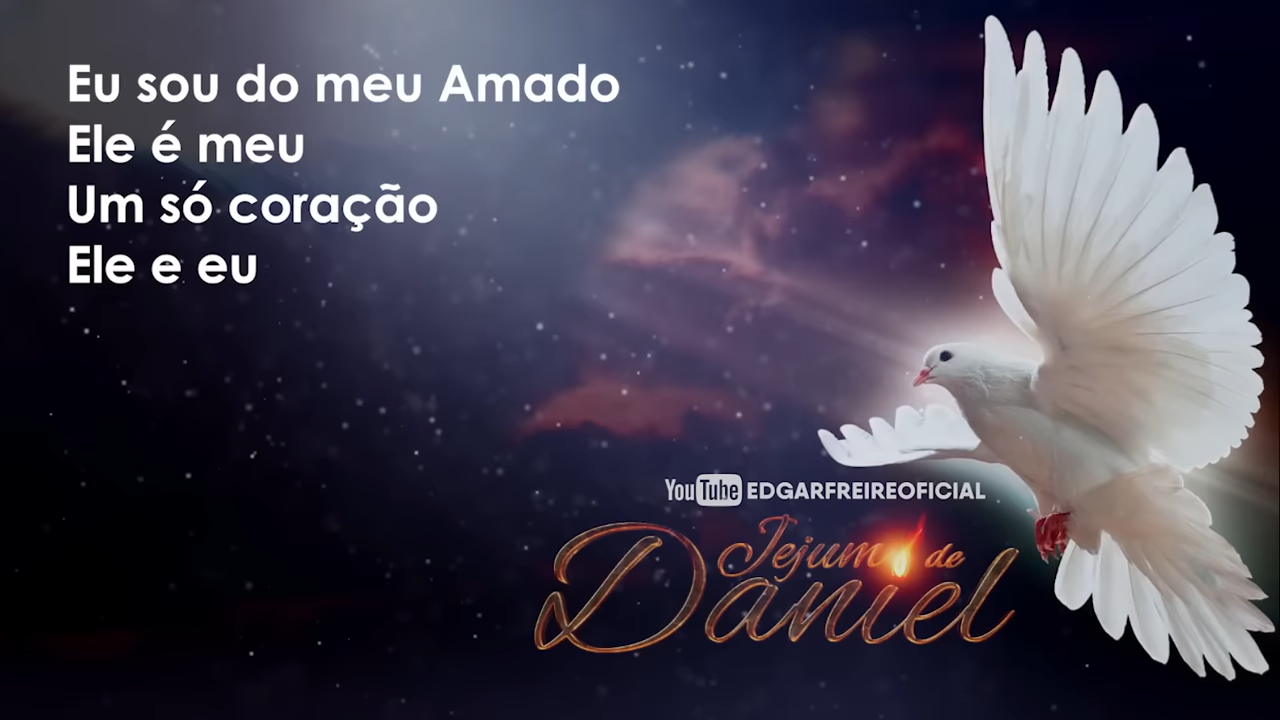 Eu sou do meu Amado
Ele é meu
Um só coração
Ele e eu
YouTube EDGARFREIREOFICIAL
Jejum de
Daniel